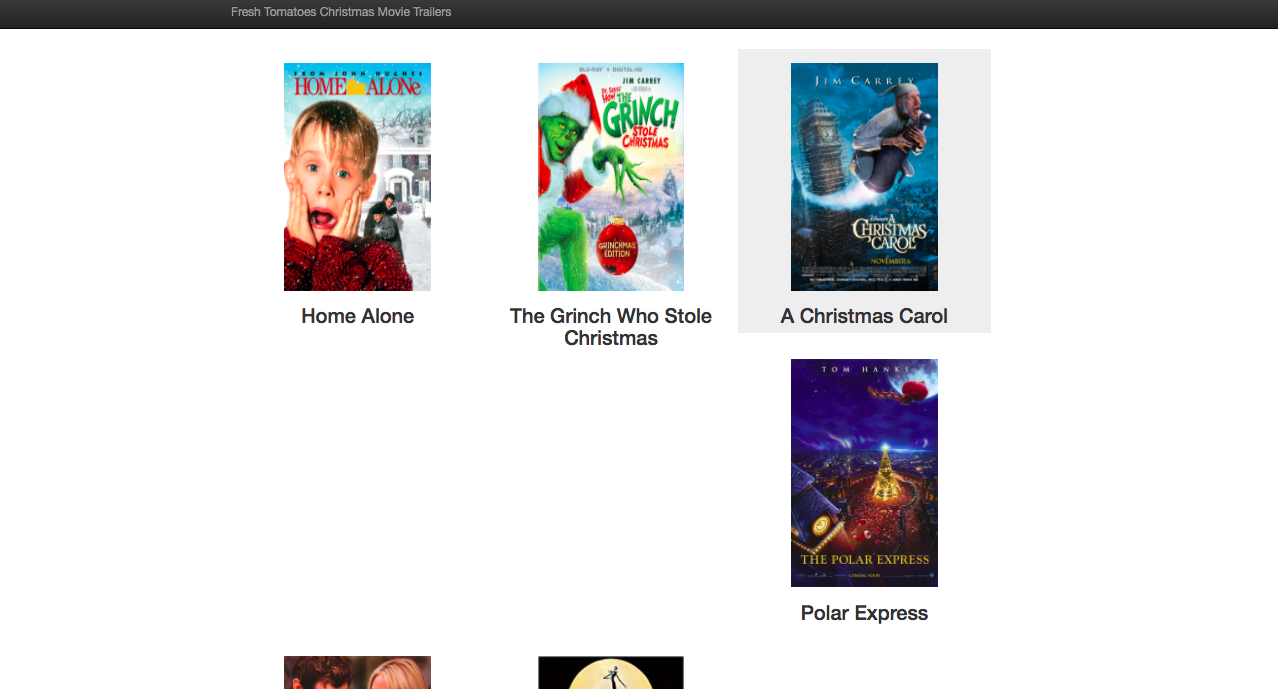 Fresh Tomatoes Christmas Movie Trailers
FROM JOHN HUGHES
HOME ALONe
Home Alone
BLU-RAY + DIGITAL HD
JIM CARREY
Dr. Seuss'
HOW THE
GRINCH
STOLE
CHRISTMAS
GRINCHMAS
EDITION
The Grinch Who Stole
Christmas
JIM CARREY
DISNEY'S
A
CHRISTMAS
CAROL
NOVEMBER 6
A Christmas Carol
TOM HANKS
THE POLAR EXPRESS
COMING SOON
Polar Express